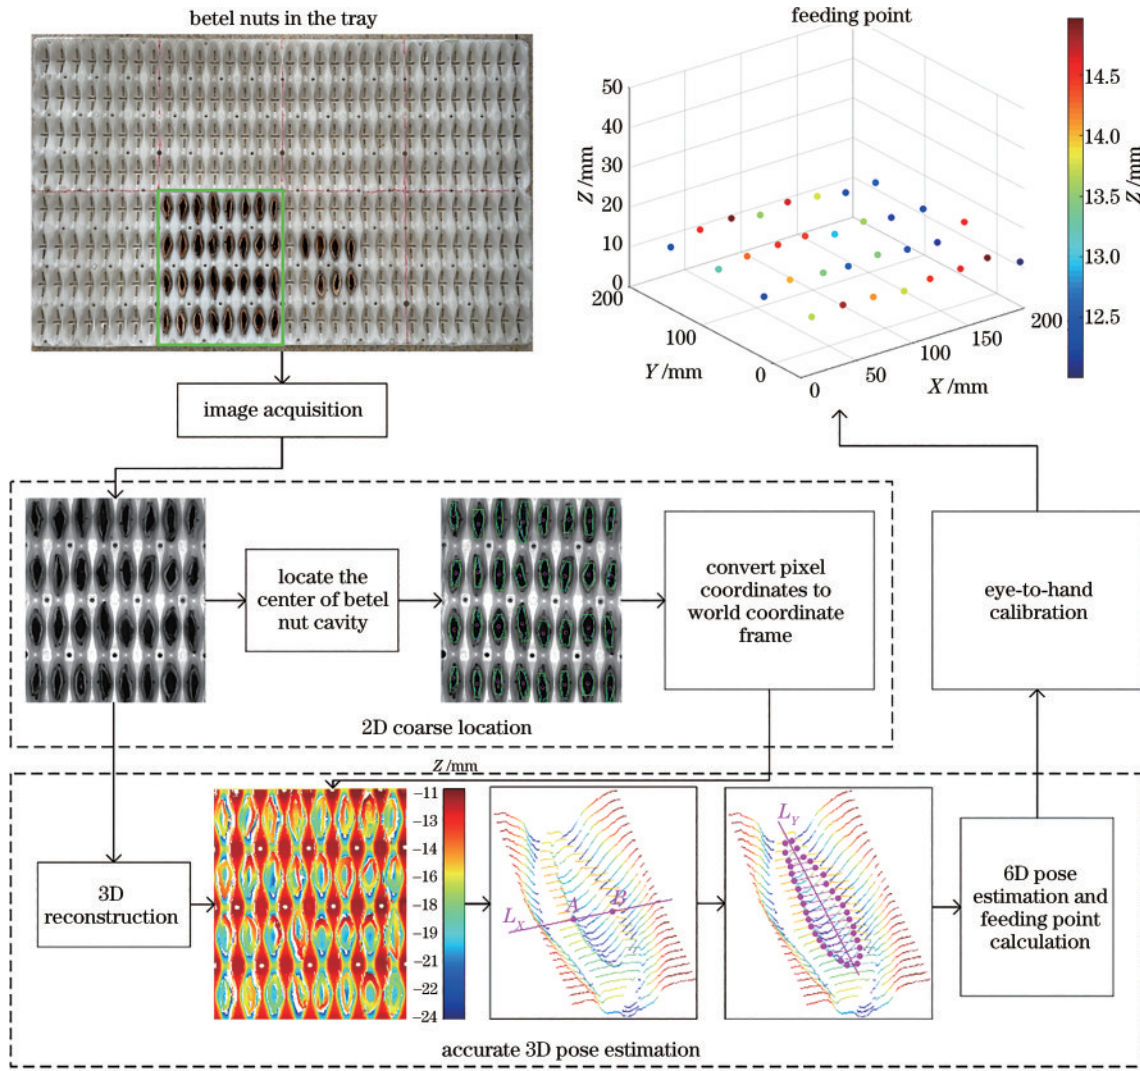 betel nuts in the tray
feeding point
50
40
30
20
10
0
Z /mm
200
100
0
Y /mm
0
50
100
150
200
X /mm
14.5
14.0
13.5
13.0
12.5
Z /mm
image acquisition
locate the
center of betel
nut cavity
convert pixel
coordinates to
world coordinate
frame
eye-to-hand
calibration
2D coarse location
3D
reconstruction
Z /mm
−11
−13
−14
−16
−18
−19
−21
−22
−24
L_X
A
B
L_Y
6D pose
estimation and
feeding point
calculation
accurate 3D pose estimation